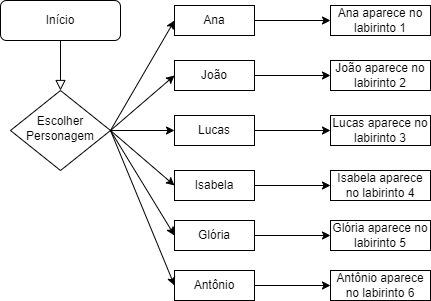 Início
Escolher
Personagem
Ana
Ana aparece no
labirinto 1
João
João aparece no
labirinto 2
Lucas
Lucas aparece no
labirinto 3
Isabela
Isabela aparece
no labirinto 4
Glória
Glória aparece no
labirinto 5
Antônio
Antônio aparece
no labirinto 6